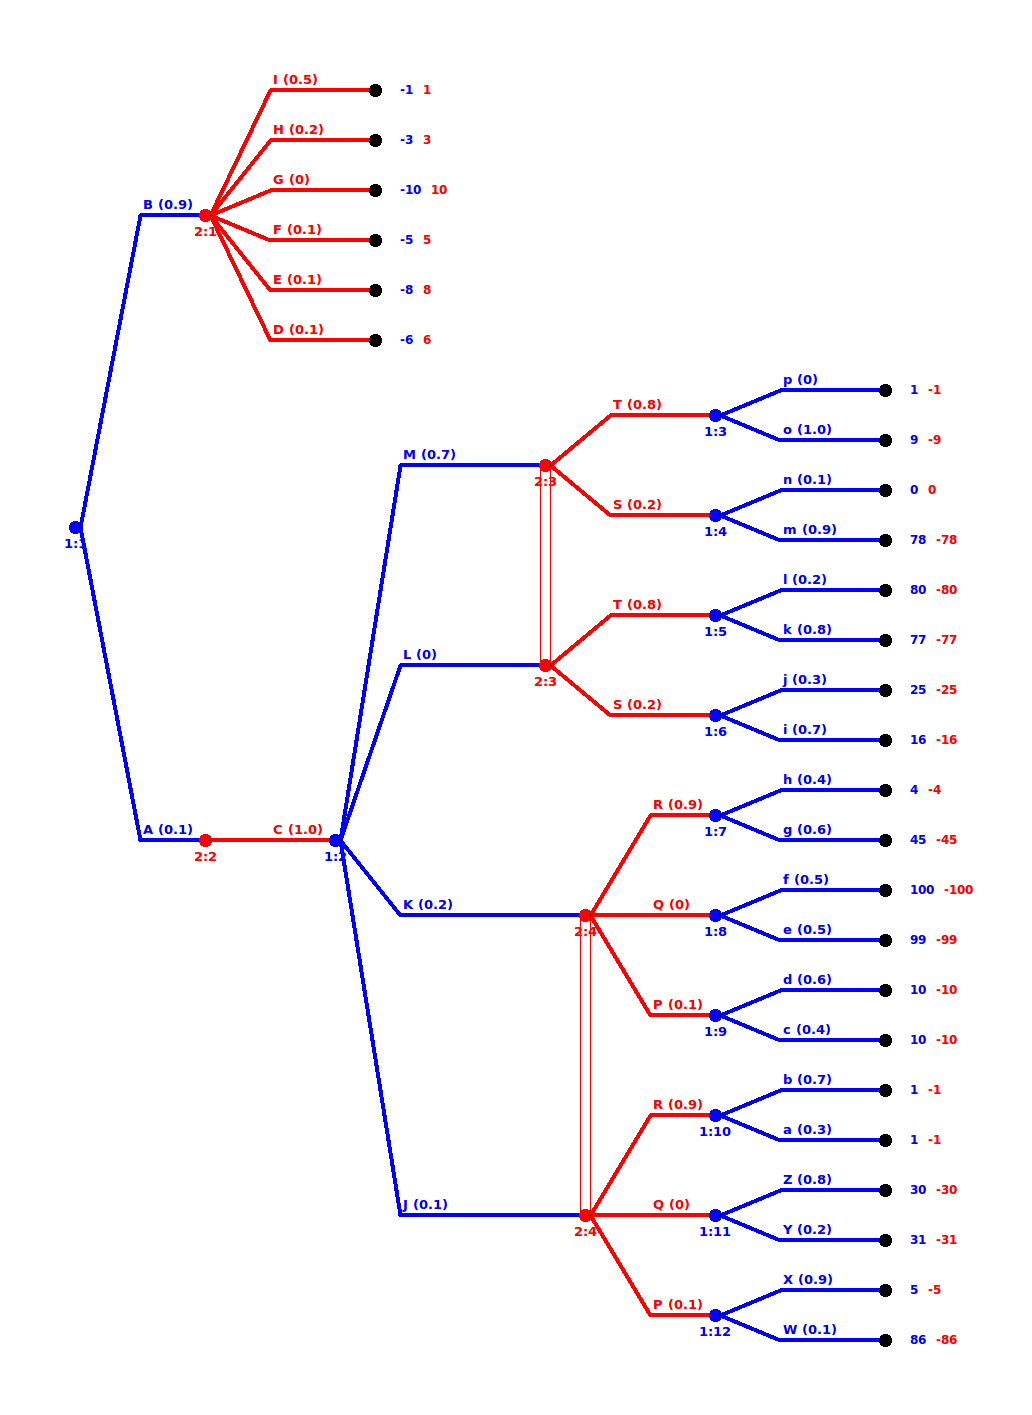 I (0.5)
-1 1
H (0.2)
-3 3
G (0)
-10 10
B (0.9)
F (0.1)
2:1
-5 5
E (0.1)
-8 8
D (0.1)
-6 6
p (0)
1 -1
T (0.8)
1:3
o (1.0)
9 -9
M (0.7)
2:3
n (0.1)
0 0
S (0.2)
1:4
m (0.9)
78 -78
1:1
l (0.2)
80 -80
T (0.8)
1:5
k (0.8)
77 -77
L (0)
2:3
j (0.3)
25 -25
S (0.2)
1:6
i (0.7)
16 -16
h (0.4)
4 -4
R (0.9)
1:7
A (0.1)
2:2
C (1.0)
1:2
g (0.6)
45 -45
f (0.5)
100 -100
K (0.2)
2:4
Q (0)
1:8
e (0.5)
99 -99
d (0.6)
10 -10
P (0.1)
1:9
c (0.4)
10 -10
b (0.7)
1 -1
R (0.9)
1:10
a (0.3)
1 -1
Z (0.8)
30 -30
J (0.1)
2:4
Q (0)
1:11
Y (0.2)
31 -31
X (0.9)
5 -5
P (0.1)
1:12
W (0.1)
86 -86